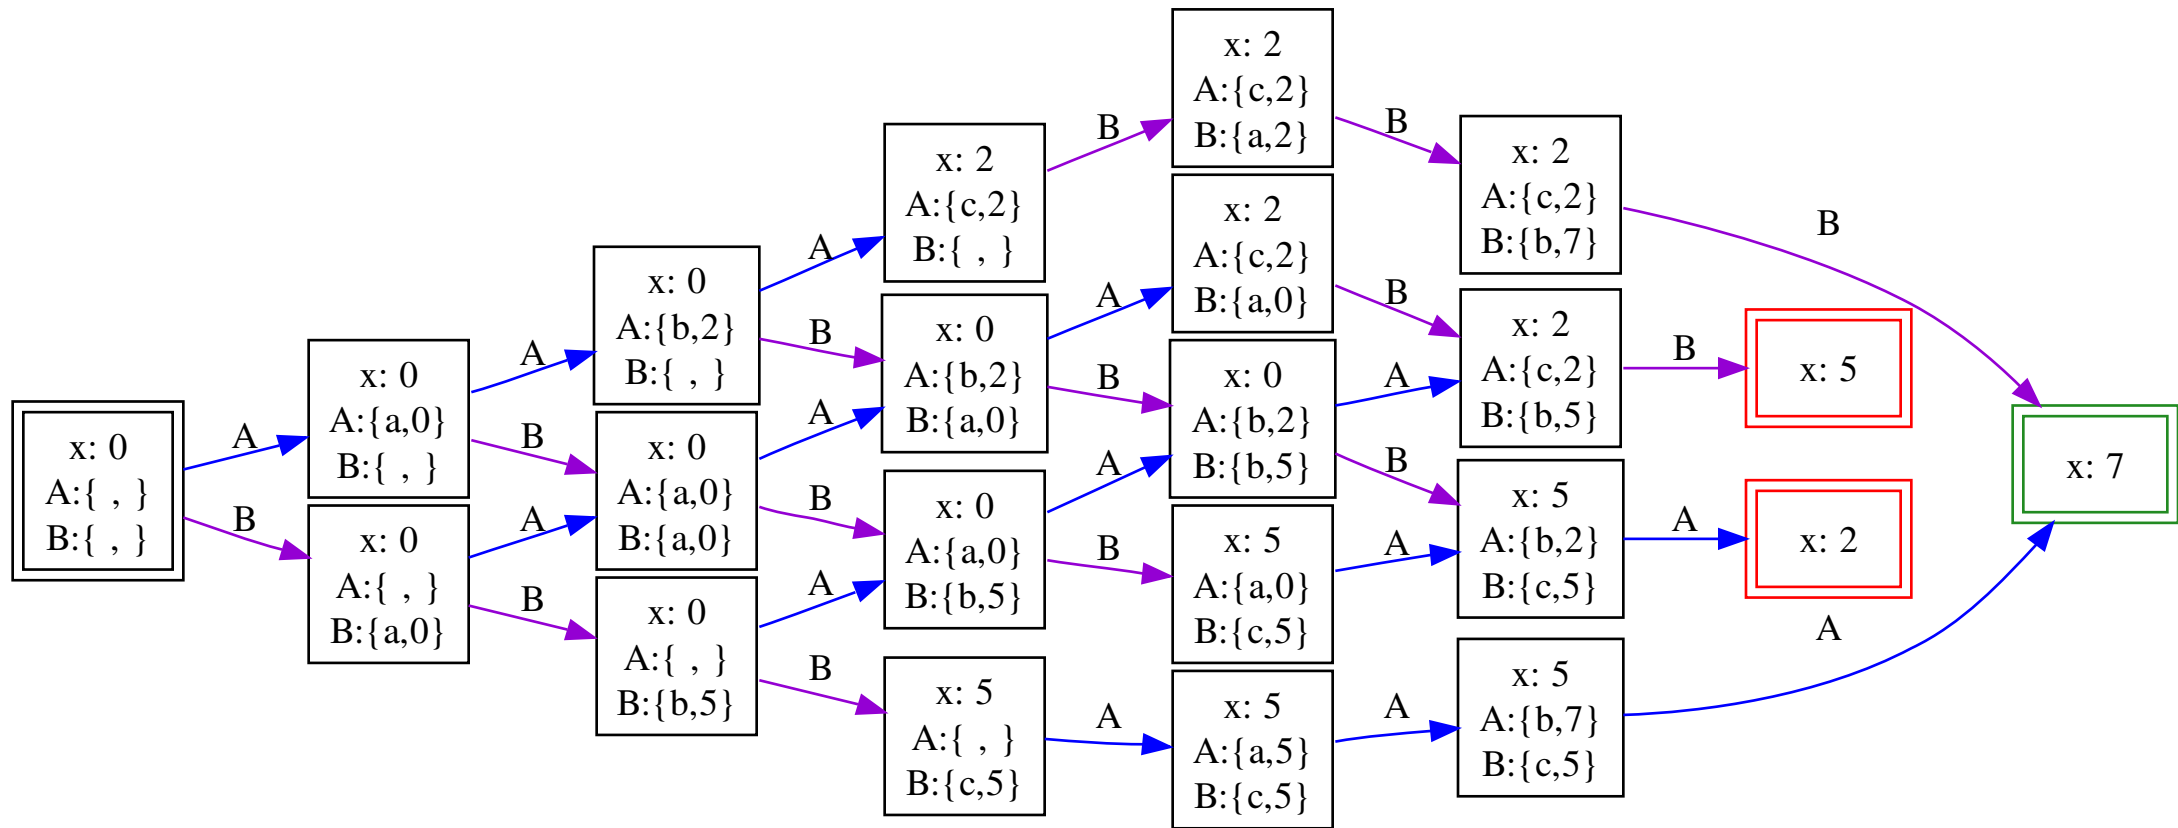 x: 0
A:{ , }
B:{ , }
A
B
x: 0
A:{a,0}
B:{ , }
x: 0
A:{ , }
B:{a,0}
A
B
A
B
x: 0
A:{b,2}
B:{ , }
x: 0
A:{a,0}
B:{a,0}
x: 0
A:{ , }
B:{b,5}
A
B
A
B
A
B
x: 2
A:{c,2}
B:{ , }
x: 0
A:{b,2}
B:{a,0}
x: 0
A:{a,0}
B:{b,5}
x: 5
A:{ , }
B:{c,5}
B
A
B
A
B
A
x: 2
A:{c,2}
B:{a,2}
x: 2
A:{c,2}
B:{a,0}
x: 0
A:{b,2}
B:{b,5}
x: 5
A:{a,0}
B:{c,5}
x: 5
A:{a,5}
B:{c,5}
B
B
A
B
A
A
x: 2
A:{c,2}
B:{b,7}
x: 2
A:{c,2}
B:{b,5}
x: 5
A:{b,2}
B:{c,5}
x: 5
A:{b,7}
B:{c,5}
B
B
A
A
x: 5
x: 2
x: 7